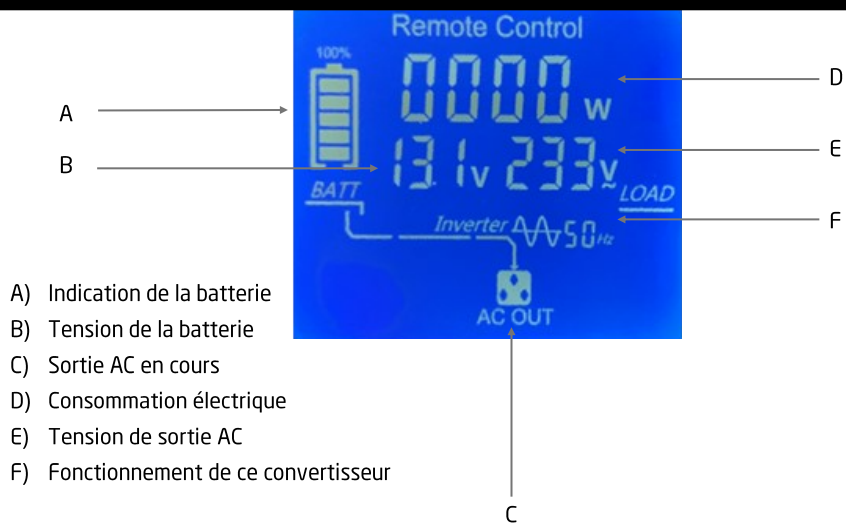 Remote Control
100%
0000 W
D
A
13.1v 233v
E
B
BATT
LOAD
Inverter 50Hz
F
AC OUT
A) Indication de la batterie
B) Tension de la batterie
C) Sortie AC en cours
D) Consommation électrique
E) Tension de sortie AC
F) Fonctionnement de ce convertisseur
C